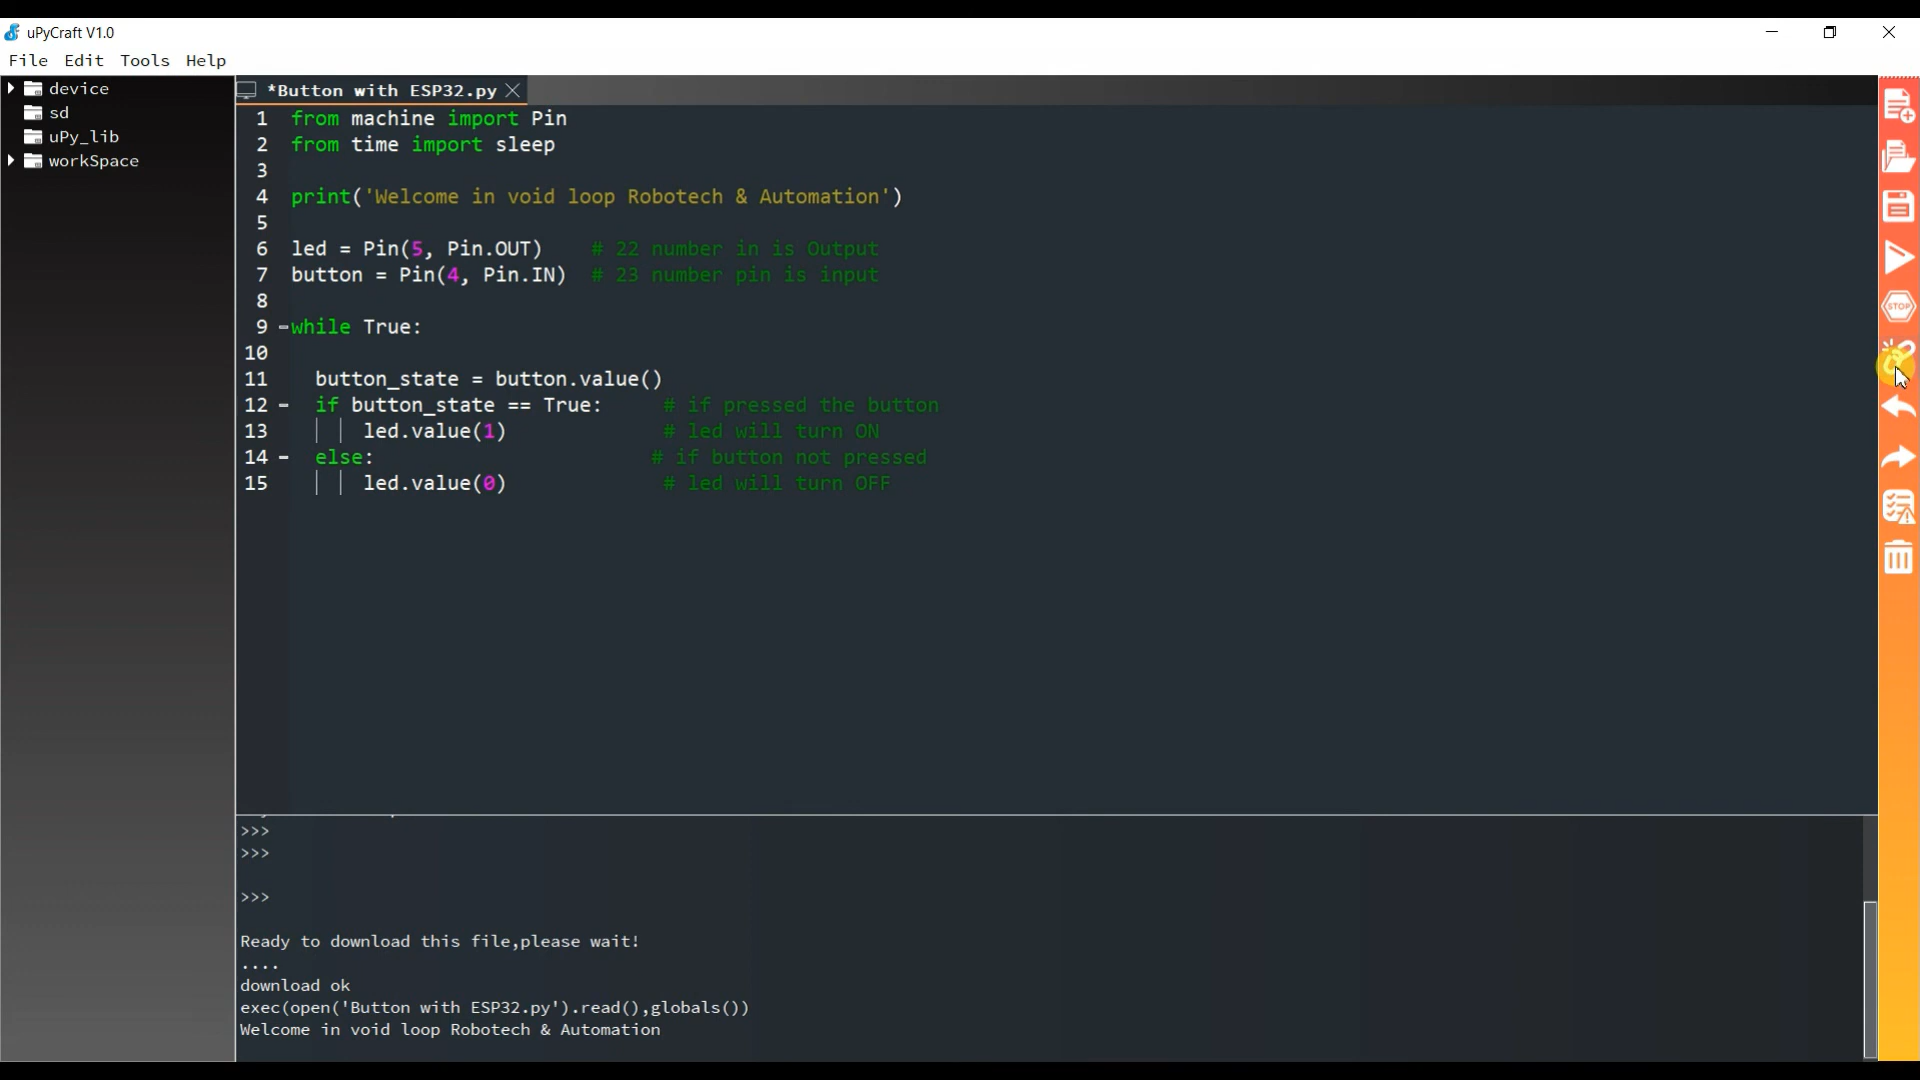 uPyCraft V1.0
File Edit Tools Help
device
sd
uPy_lib
workSpace
*Button with ESP32.py
1 from machine import Pin
2 from time import sleep
3
4 print('Welcome in void loop Robotech & Automation')
5
6 led = Pin(5, Pin.OUT)    # 22 number in is Output
7 button = Pin(4, Pin.IN)  # 23 number pin is input
8
9 while True:
10
11   button_state = button.value()
12   if button_state == True:     # if pressed the button
13       led.value(1)             # led will turn ON
14   else:                       # if button not pressed
15       led.value(0)             # led will turn OFF
>>>
>>>
>>>
Ready to download this file,please wait!
....
download ok
exec(open('Button with ESP32.py').read(),globals())
Welcome in void loop Robotech & Automation
STOP